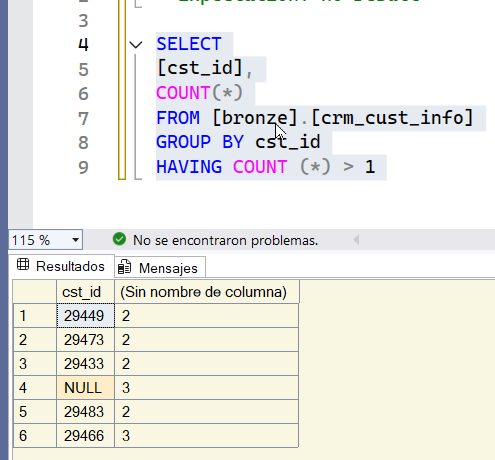 3
4 SELECT
5 [cst_id],
6 COUNT(*)
7 FROM [bronze].[crm_cust_info]
8 GROUP BY cst_id
9 HAVING COUNT (*) > 1
115 % No se encontraron problemas.
Resultados Mensajes
cst_id (Sin nombre de columna)
1 29449 2
2 29473 2
3 29433 2
4 NULL 3
5 29483 2
6 29466 3